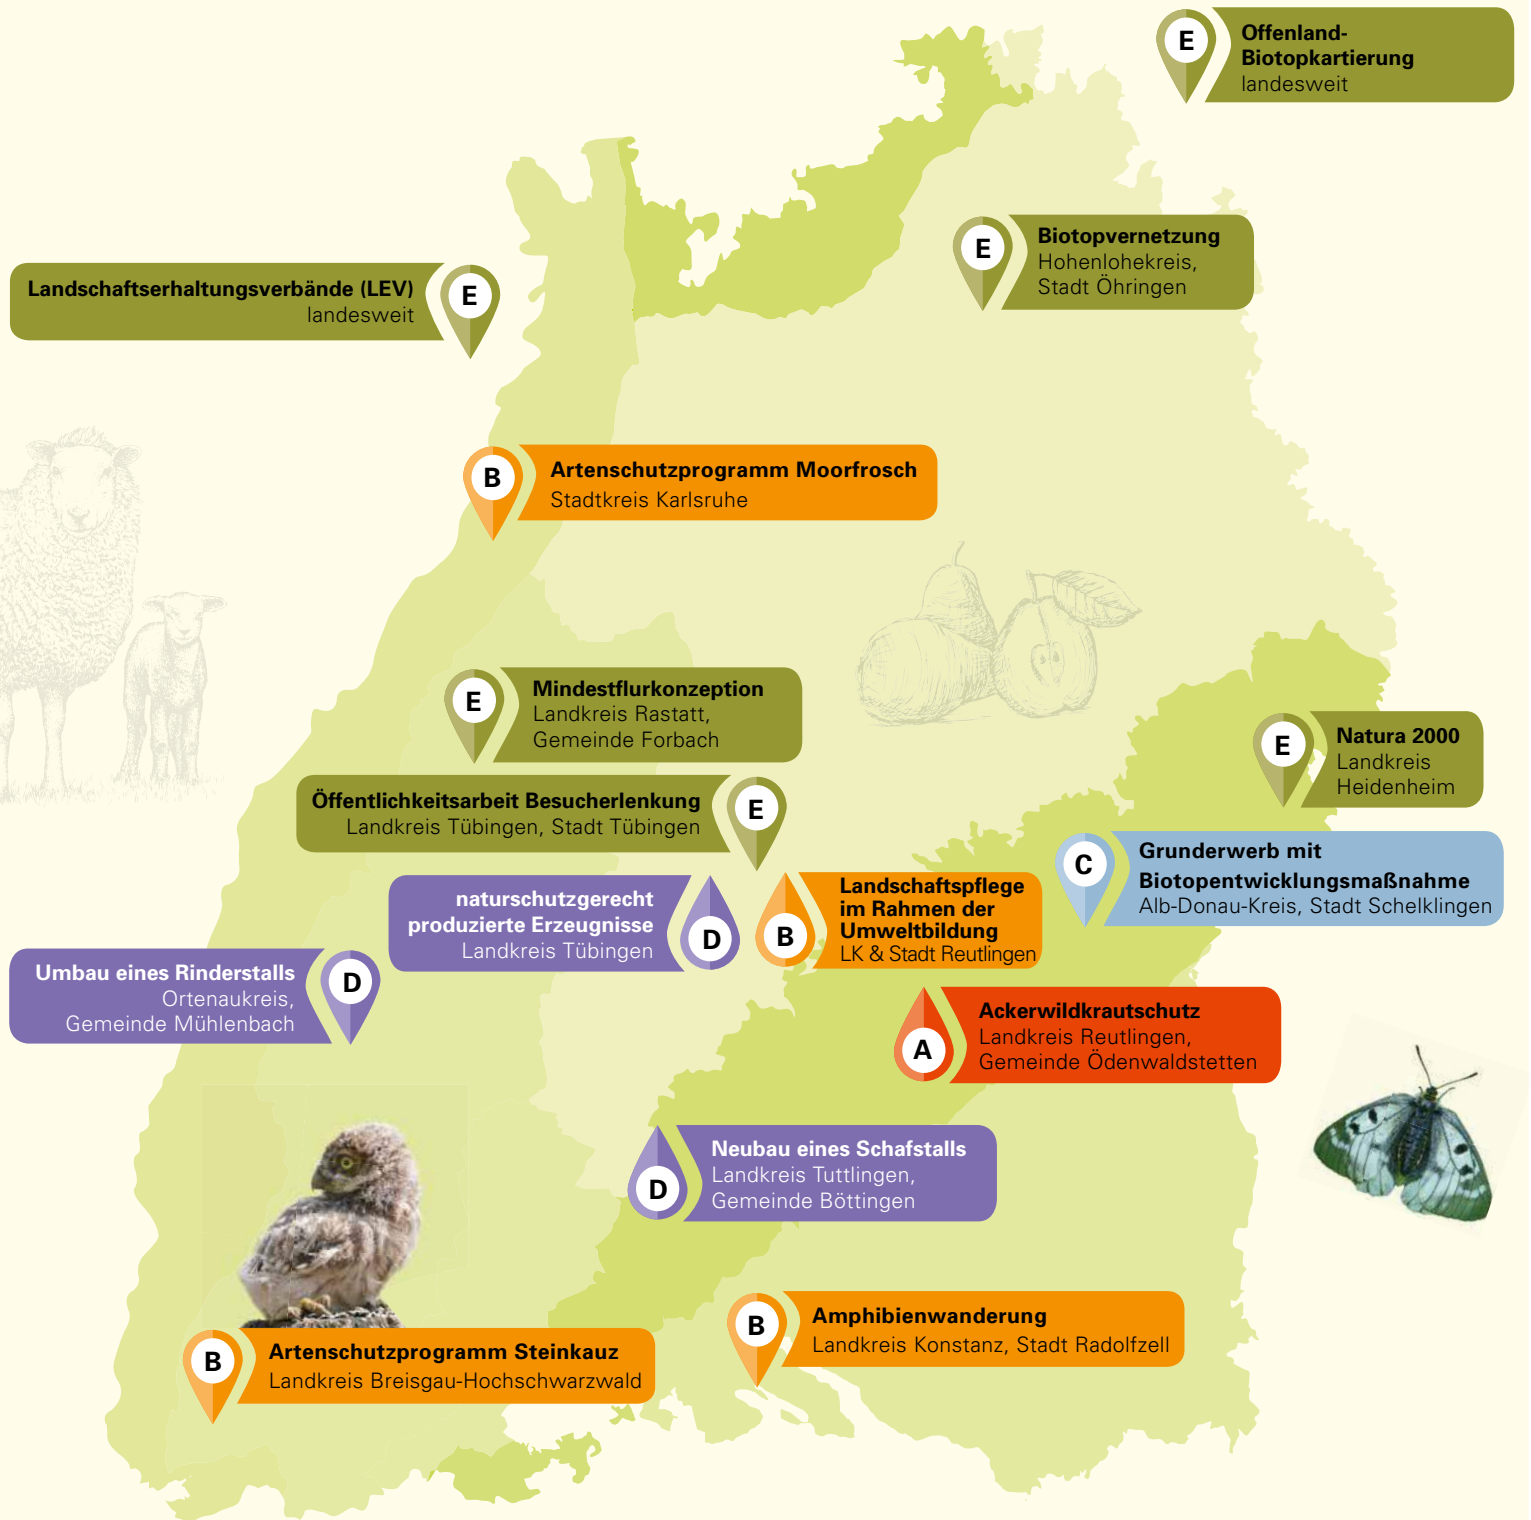 E
Offenland-
Biotopkartierung
landesweit
E
Biotopvernetzung
Hohenlohekreis,
Stadt Öhringen
Landschaftserhaltungsverbände (LEV)
landesweit
E
B
Artenschutzprogramm Moorfrosch
Stadtkreis Karlsruhe
E
Mindestflurkonzeption
Landkreis Rastatt,
Gemeinde Forbach
E
Natura 2000
Landkreis
Heidenheim
Öffentlichkeitsarbeit Besucherlenkung
Landkreis Tübingen, Stadt Tübingen
E
C
Grunderwerb mit
Biotopentwicklungsmaßnahme
Alb-Donau-Kreis, Stadt Schelklingen
naturschutzgerecht
produzierte Erzeugnisse
Landkreis Tübingen
D
B
Landschaftspflege
im Rahmen der
Umweltbildung
LK & Stadt Reutlingen
Umbau eines Rinderstalls
Ortenaukreis,
Gemeinde Mühlenbach
D
A
Ackerwildkrautschutz
Landkreis Reutlingen,
Gemeinde Ödenwaldstetten
D
Neubau eines Schafstalls
Landkreis Tuttlingen,
Gemeinde Böttingen
B
Amphibienwanderung
Landkreis Konstanz, Stadt Radolfzell
B
Artenschutzprogramm Steinkauz
Landkreis Breisgau-Hochschwarzwald